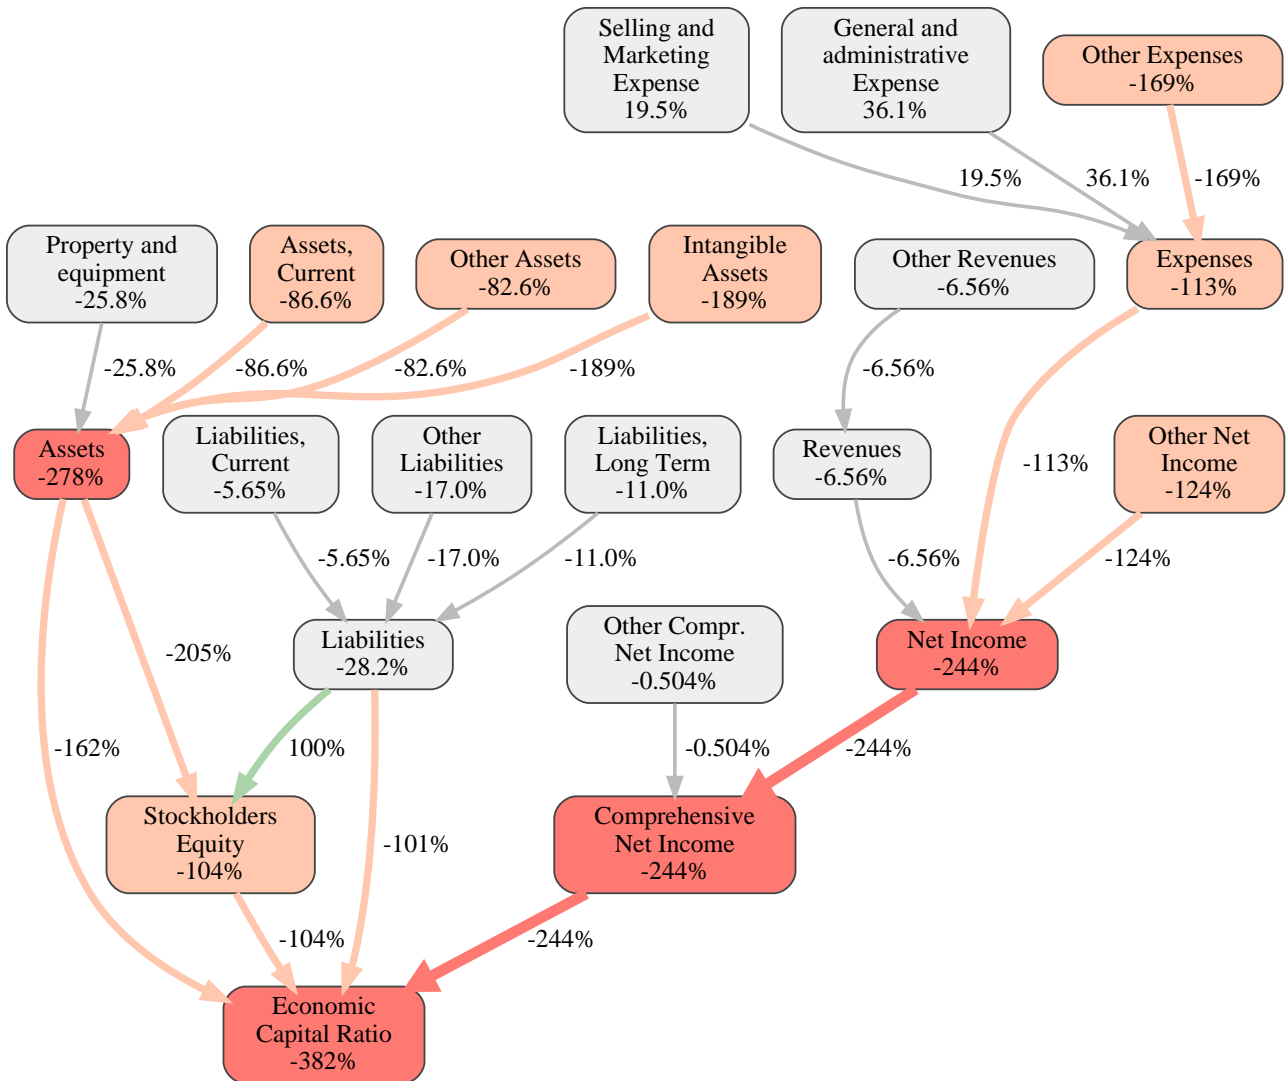 Selling and
Marketing
Expense
19.5%
General and
administrative
Expense
36.1%
Other Expenses
-169%
19.5%
36.1%
-169%
Property and
equipment
-25.8%
Assets,
Current
-86.6%
Other Assets
-82.6%
Intangible
Assets
-189%
Other Revenues
-6.56%
Expenses
-113%
-25.8%
-86.6%
-82.6%
-189%
-6.56%
Assets
-278%
Liabilities,
Current
-5.65%
Other
Liabilities
-17.0%
Liabilities,
Long Term
-11.0%
Revenues
-6.56%
-113%
Other Net
Income
-124%
-5.65%
-17.0%
-11.0%
-6.56%
-124%
-205%
Liabilities
-28.2%
Other Compr.
Net Income
-0.504%
Net Income
-244%
-162%
100%
-0.504%
-244%
Stockholders
Equity
-104%
-101%
Comprehensive
Net Income
-244%
-104%
-244%
Economic
Capital Ratio
-382%